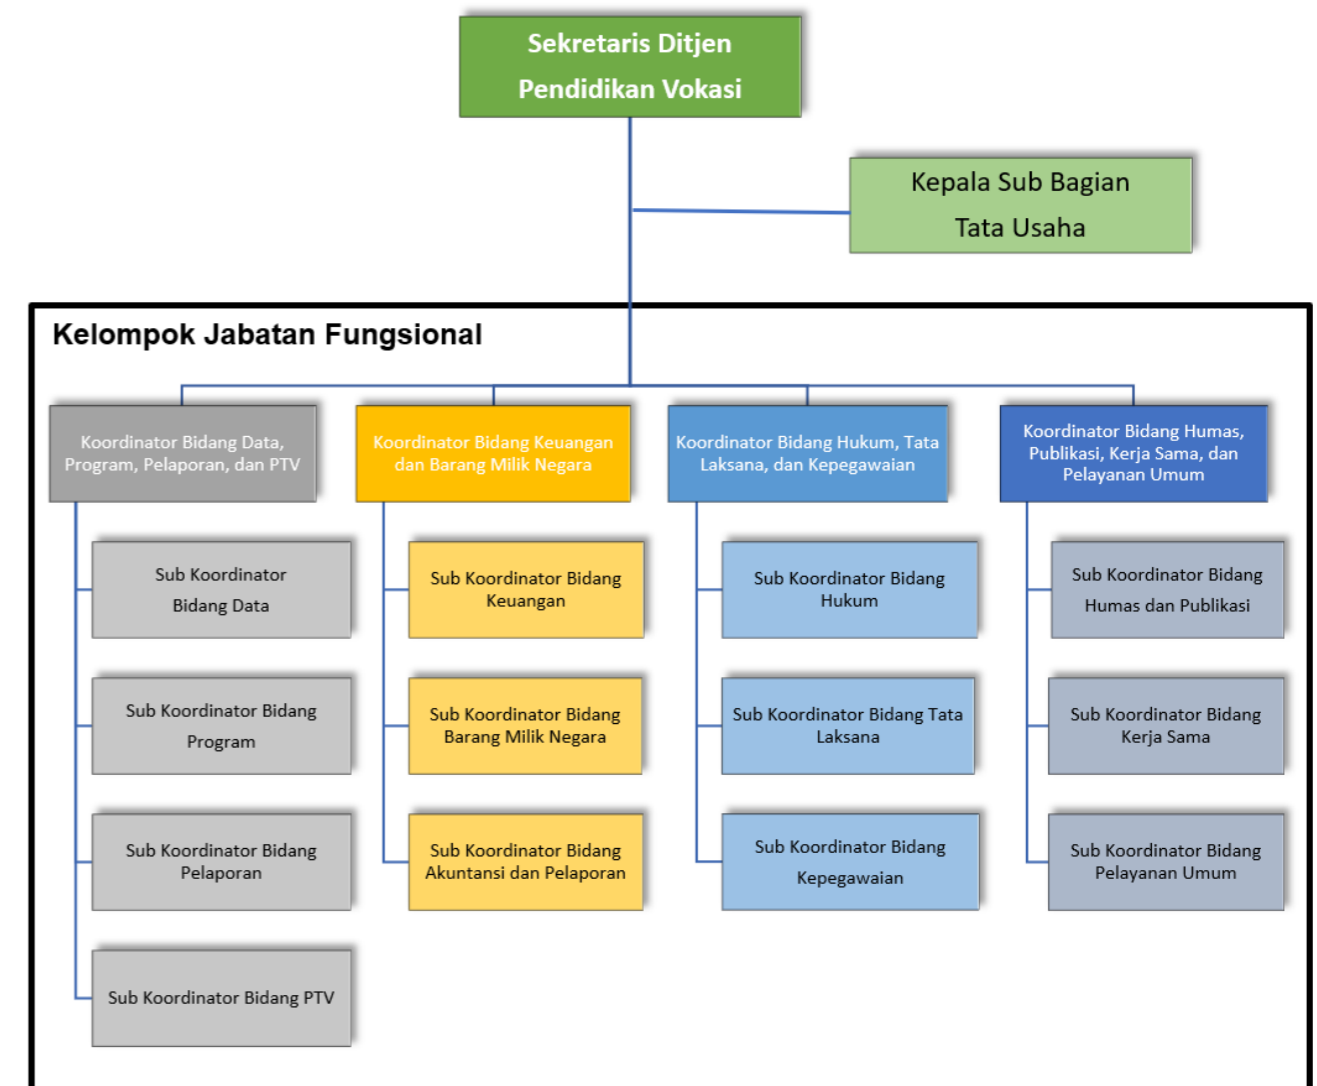 Sekretaris Ditjen
Pendidikan Vokasi
Kepala Sub Bagian
Tata Usaha
Kelompok Jabatan Fungsional
Koordinator Bidang Data,
Program, Pelaporan, dan PTV
Sub Koordinator
Bidang Data
Sub Koordinator Bidang
Program
Sub Koordinator Bidang
Pelaporan
Sub Koordinator Bidang PTV
Koordinator Bidang Keuangan
dan Barang Milik Negara
Sub Koordinator Bidang
Keuangan
Sub Koordinator Bidang
Barang Milik Negara
Sub Koordinator Bidang
Akuntansi dan Pelaporan
Koordinator Bidang Hukum, Tata
Laksana, dan Kepegawaian
Sub Koordinator Bidang
Hukum
Sub Koordinator Bidang Tata
Laksana
Sub Koordinator Bidang
Kepegawaian
Koordinator Bidang Humas,
Publikasi, Kerja Sama, dan
Pelayanan Umum
Sub Koordinator Bidang
Humas dan Publikasi
Sub Koordinator Bidang
Kerja Sama
Sub Koordinator Bidang
Pelayanan Umum